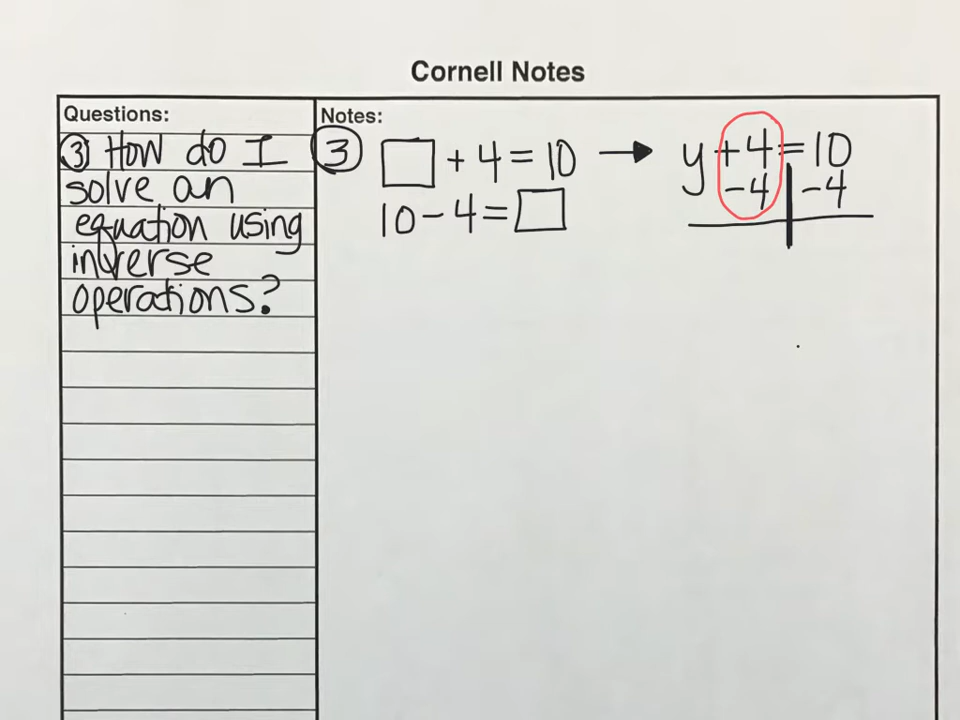 Cornell Notes
Questions:
③ How do I
solve an
equation using
inverse
operations?
Notes:
③ □ + 4 = 10 → y + 4 = 10
10 - 4 = □
-4 | -4